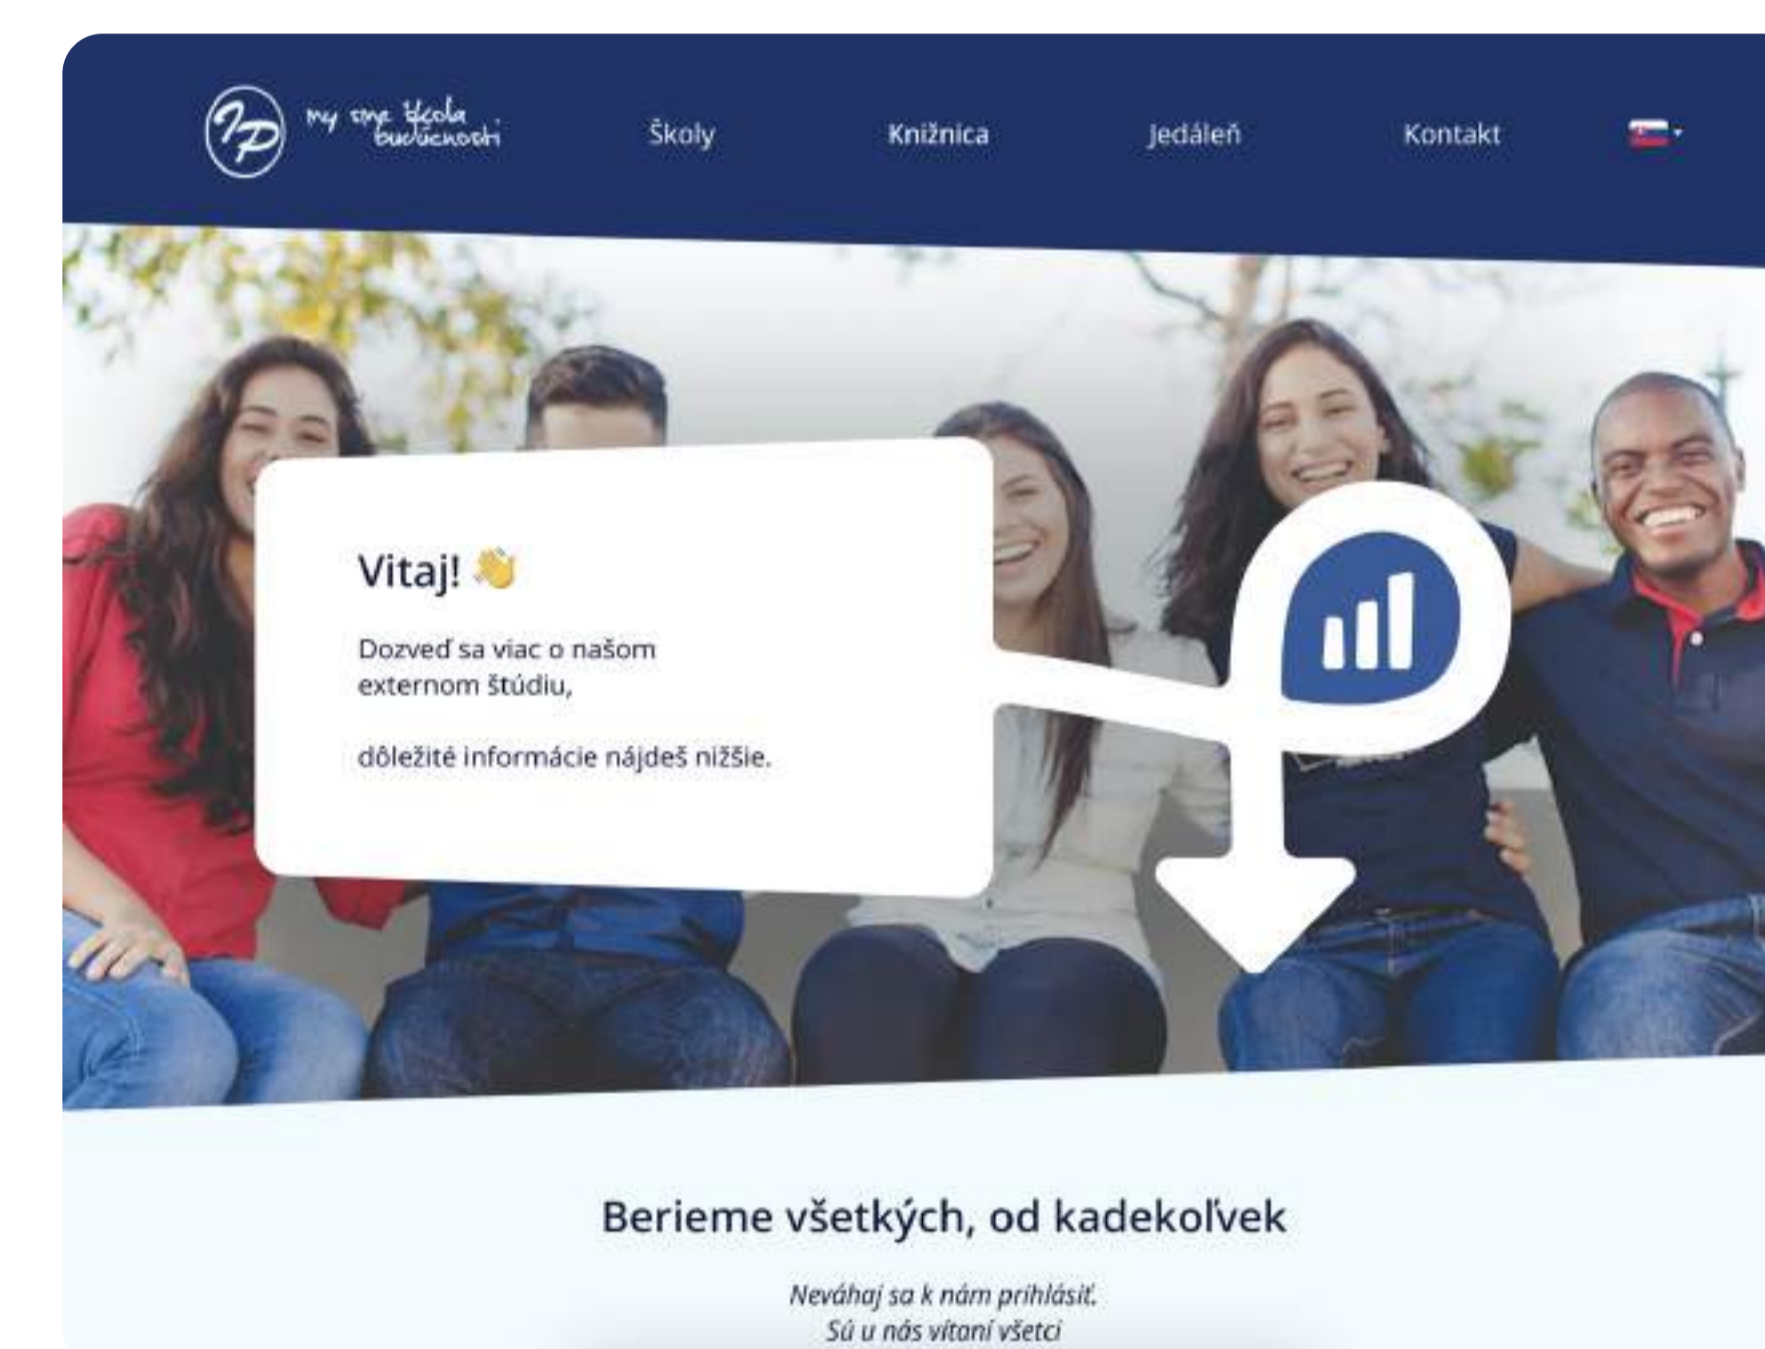 my sme škola
budúcnosti
Školy
Knižnica
Jedáleň
Kontakt
Vitaj! 👋
Dozveď sa viac o našom
externom štúdiu,
dôležité informácie nájdeš nižšie.
Berieme všetkých, od kadekoľvek
Neváhaj sa k nám prihlásiť.
Sú u nás vítaní všetci